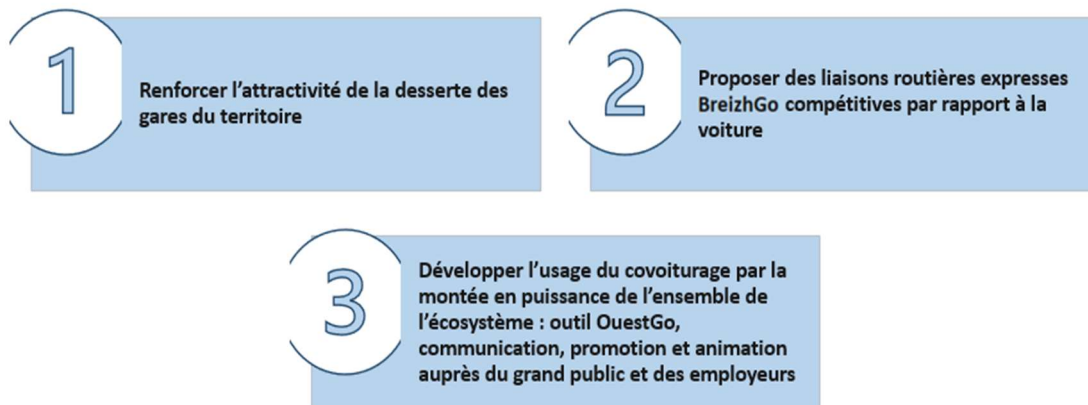 1
Renforcer l'attractivité de la desserte des
gares du territoire
2
Proposer des liaisons routières expresses
BreizhGo compétitives par rapport à la
voiture
3
Développer l'usage du covoiturage par la
montée en puissance de l'ensemble de
l'écosystème : outil OuestGo,
communication, promotion et animation
auprès du grand public et des employeurs